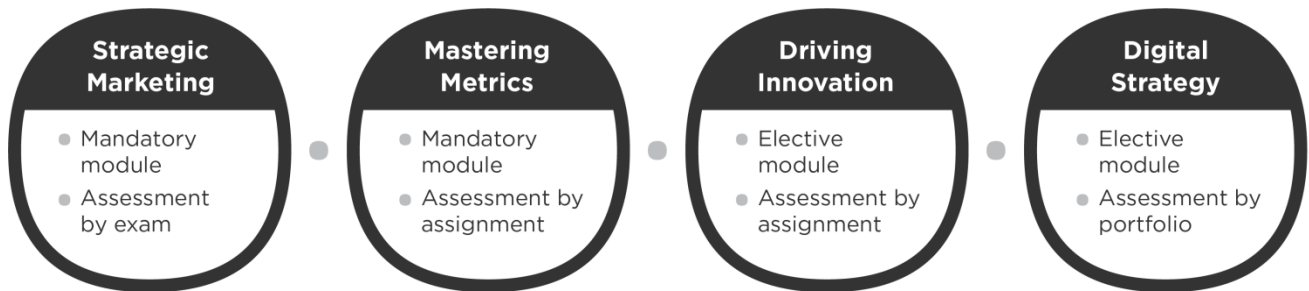 Strategic
Marketing
Mandatory
module
Assessment
by exam
Mastering
Metrics
Mandatory
module
Assessment by
assignment
Driving
Innovation
Elective
module
Assessment by
assignment
Digital
Strategy
Elective
module
Assessment by
portfolio